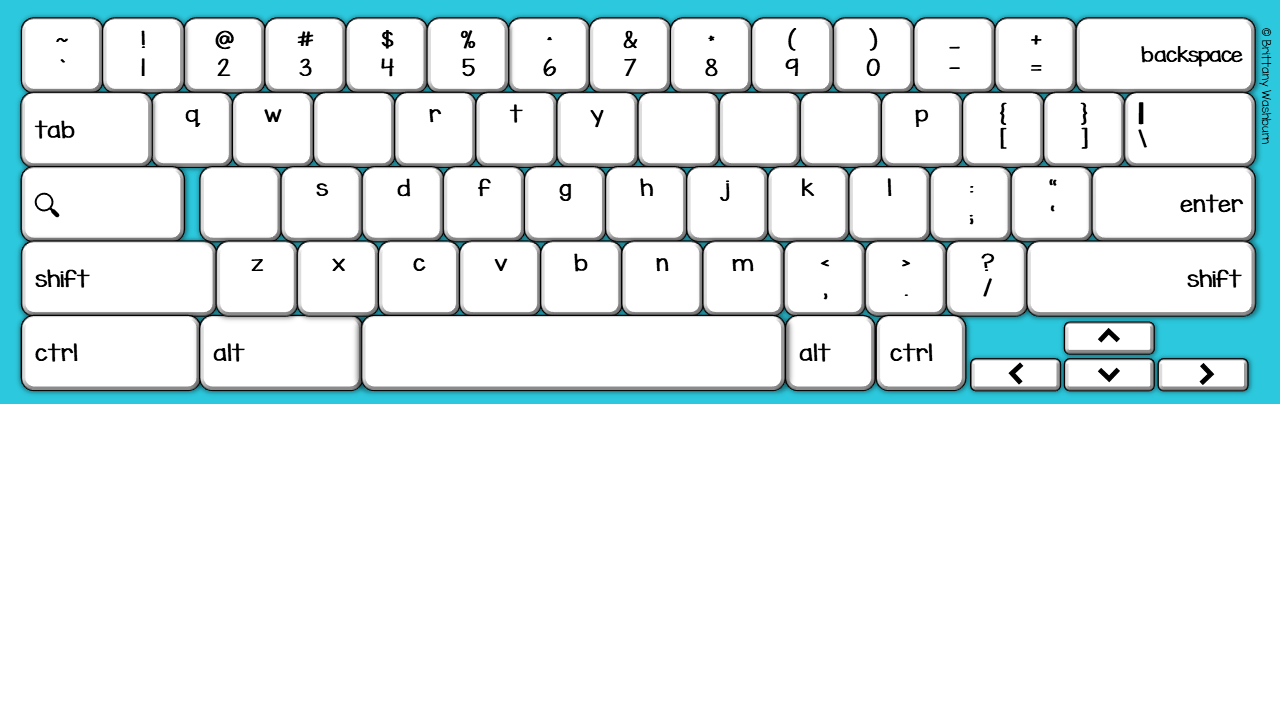 ~ ! @ # $ % ^ & * ( ) _ + backspace
` 1 2 3 4 5 6 7 8 9 0 - =
tab q w r t y p { } |
[ ] \
s d f g h j k l : “ enter
; ‘
shift z x c v b n m < > ? shift
, . /
ctrl alt alt ctrl
© Brittany Washburn